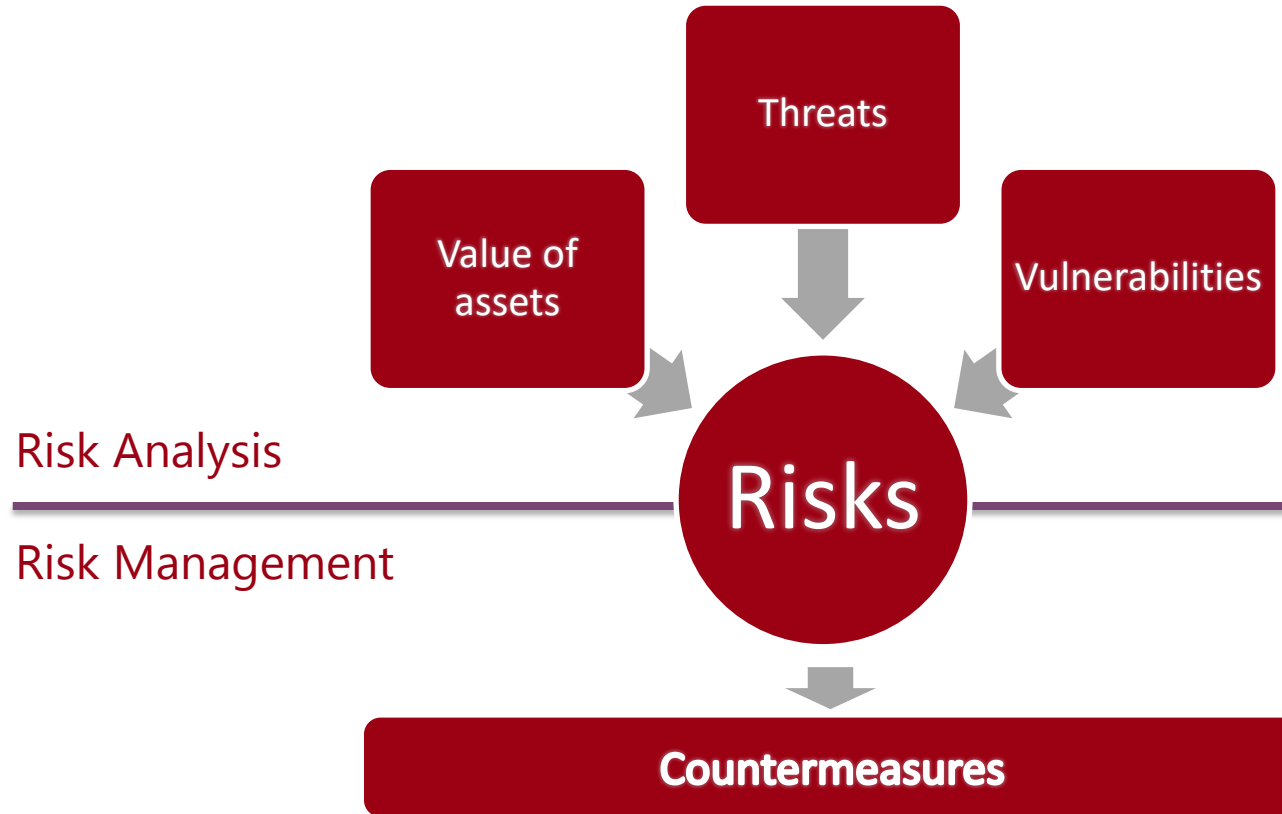 Threats
Value of
assets
Vulnerabilities
Risk Analysis
Risks
Risk Management
Countermeasures